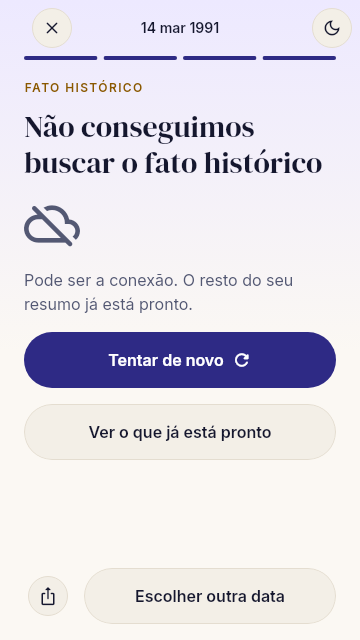 14 mar 1991
FATO HISTÓRICO
Não conseguimos
buscar o fato histórico
Pode ser a conexão. O resto do seu
resumo já está pronto.
Tentar de novo
Ver o que já está pronto
Escolher outra data